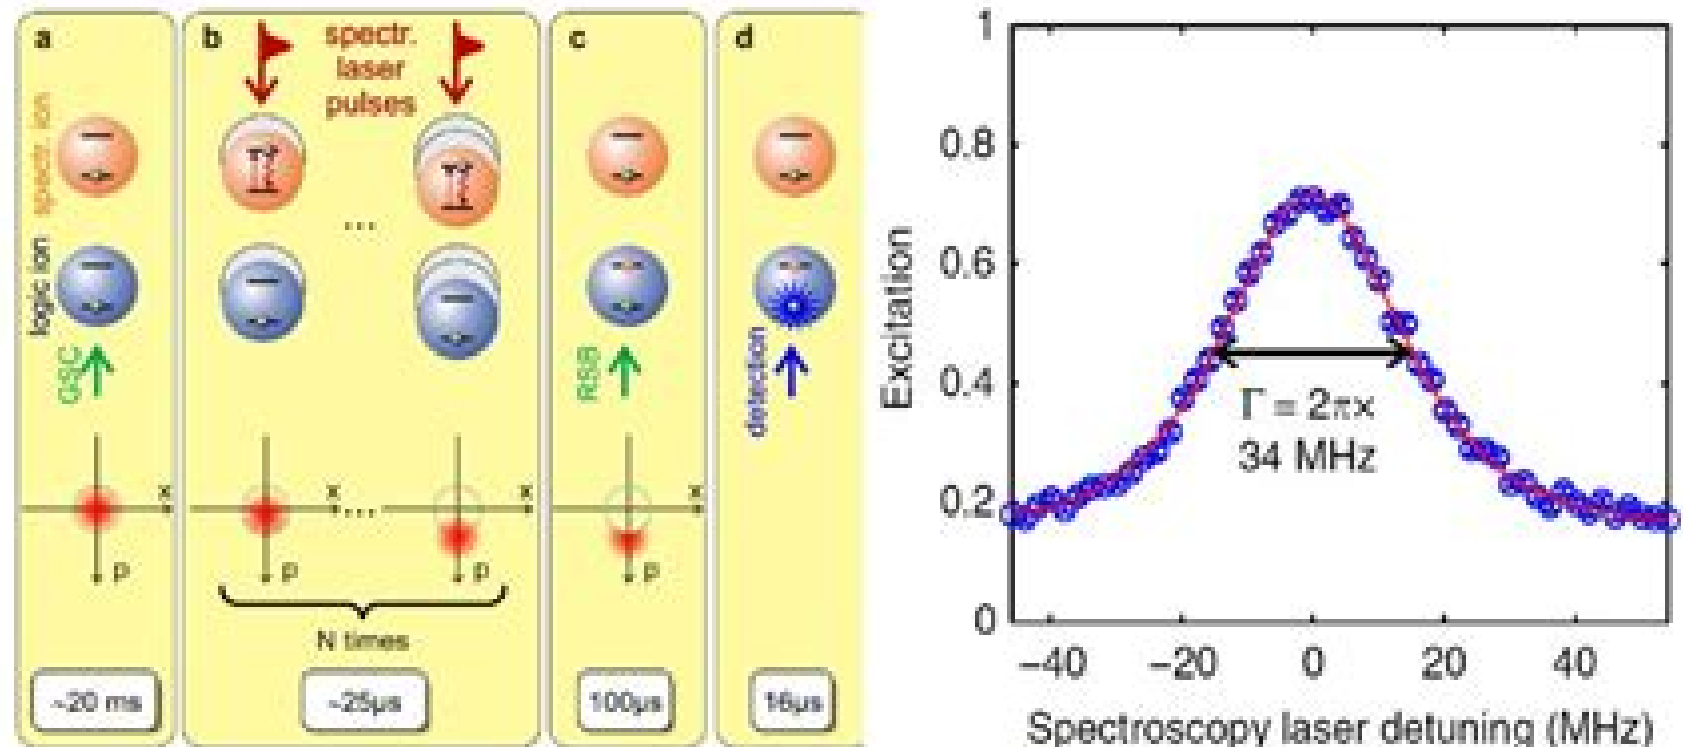 a
spectr. ion
logic ion
GSC
x
p
~20 ms
b
spectr.
laser
pulses
...
x
...
x
p
p
N times
~25µs
c
RSB
x
p
100µs
d
detection
16µs
Excitation
1
0.8
0.6
0.4
0.2
0
Γ = 2π×
34 MHz
−40 −20 0 20 40
Spectroscopy laser detuning (MHz)